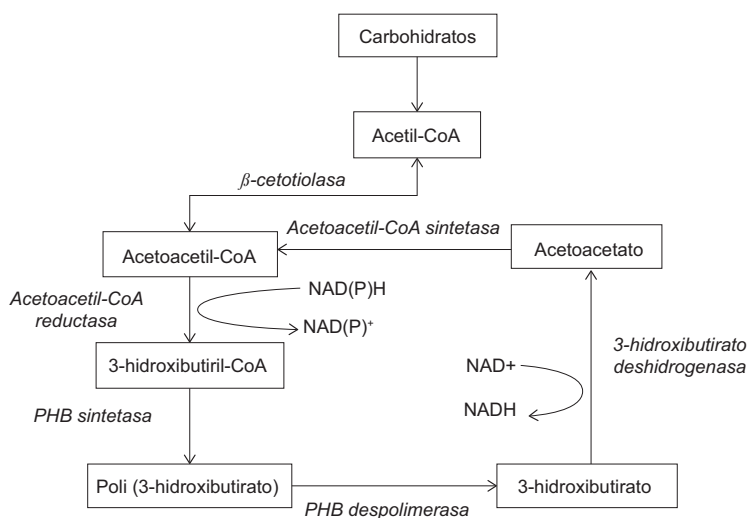 Carbohidratos
Acetil-CoA
β-cetotiolasa
Acetoacetil-CoA sintetasa
Acetoacetil-CoA
Acetoacetato
Acetoacetil-CoA
reductasa
NAD(P)H
NAD(P)⁺
3-hidroxibutiril-CoA
3-hidroxibutirato
deshidrogenasa
NAD+
NADH
PHB sintetasa
Poli (3-hidroxibutirato)
PHB despolimerasa
3-hidroxibutirato